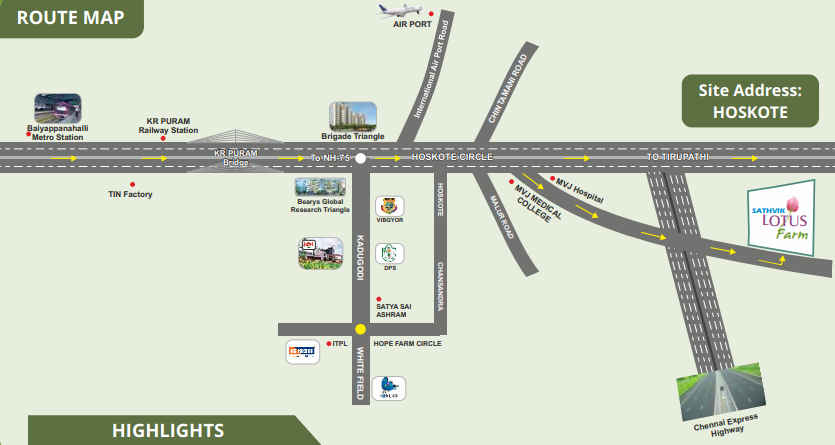 ROUTE MAP
AIR PORT
International Air Port Road
CHINTAMANI ROAD
Site Address:
HOSKOTE
Baiyappanahalli
Metro Station
KR PURAM
Railway Station
Brigade Triangle
KR PURAM
Bridge
To NH-75
HOSKOTE CIRCLE
TO TIRUPATHI
TIN Factory
Bearys Global
Research Triangle
VIBGYOR
HOSKOTE
MALUR ROAD
MVJ Hospital
MVJ MEDICAL
COLLEGE
SATHVIK
LOTUS
Farm
KADUGODI
DPS
CHANSANDRA
SATYA SAI
ASHRAM
ITPL
HOPE FARM CIRCLE
WHITE FIELD
Chennai Express
Highway
HIGHLIGHTS